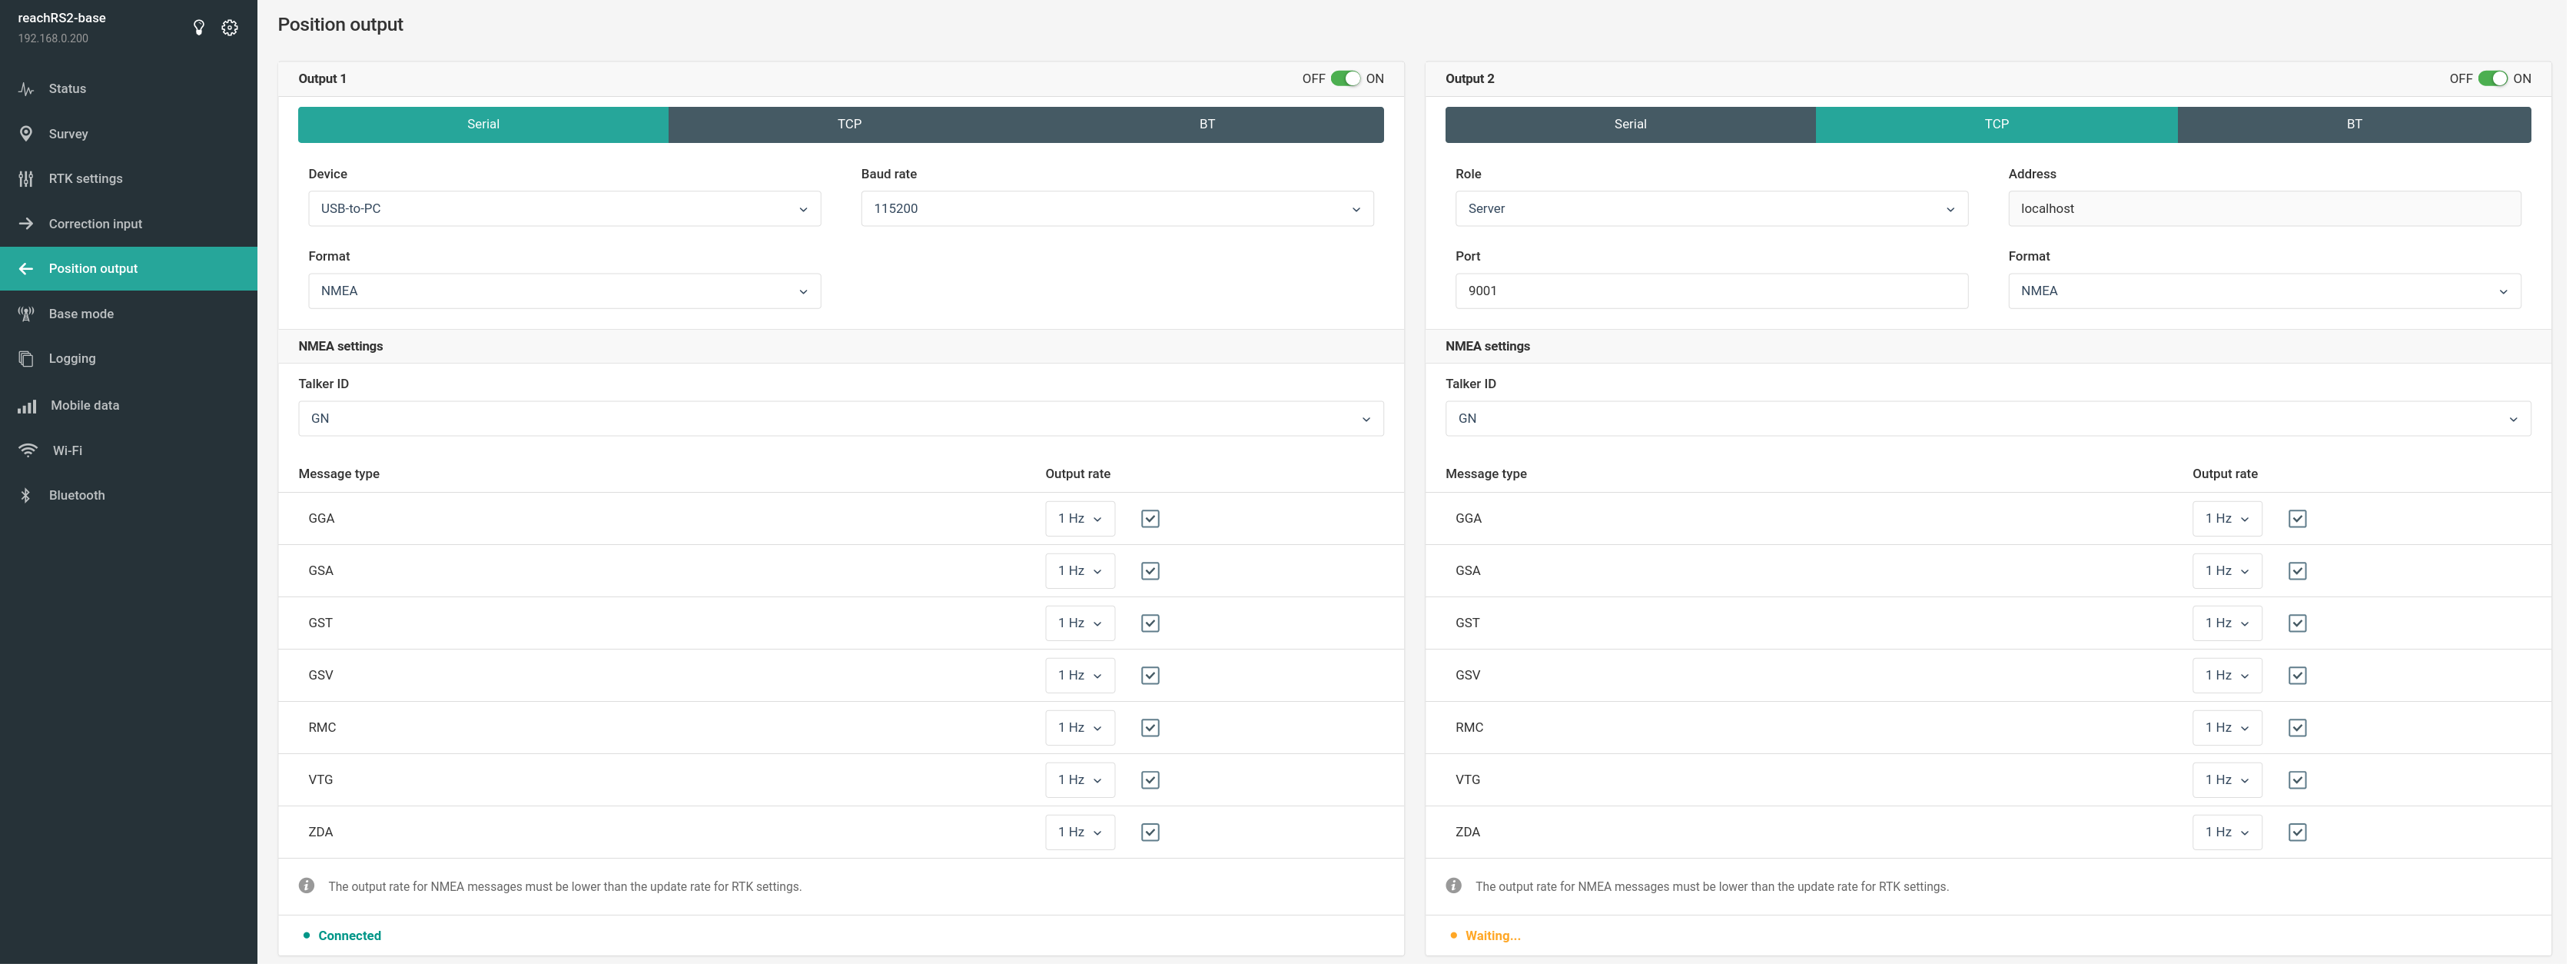 reachRS2-base
192.168.0.200
Status
Survey
RTK settings
Correction input
Position output
Base mode
Logging
Mobile data
Wi-Fi
Bluetooth
Position output
Output 1
OFF ON
Serial TCP BT
Device Baud rate
USB-to-PC 115200
Format
NMEA
NMEA settings
Talker ID
GN
Message type Output rate
GGA 1 Hz
GSA 1 Hz
GST 1 Hz
GSV 1 Hz
RMC 1 Hz
VTG 1 Hz
ZDA 1 Hz
The output rate for NMEA messages must be lower than the update rate for RTK settings.
Connected
Output 2
OFF ON
Serial TCP BT
Role Address
Server localhost
Port Format
9001 NMEA
NMEA settings
Talker ID
GN
Message type Output rate
GGA 1 Hz
GSA 1 Hz
GST 1 Hz
GSV 1 Hz
RMC 1 Hz
VTG 1 Hz
ZDA 1 Hz
The output rate for NMEA messages must be lower than the update rate for RTK settings.
Waiting...